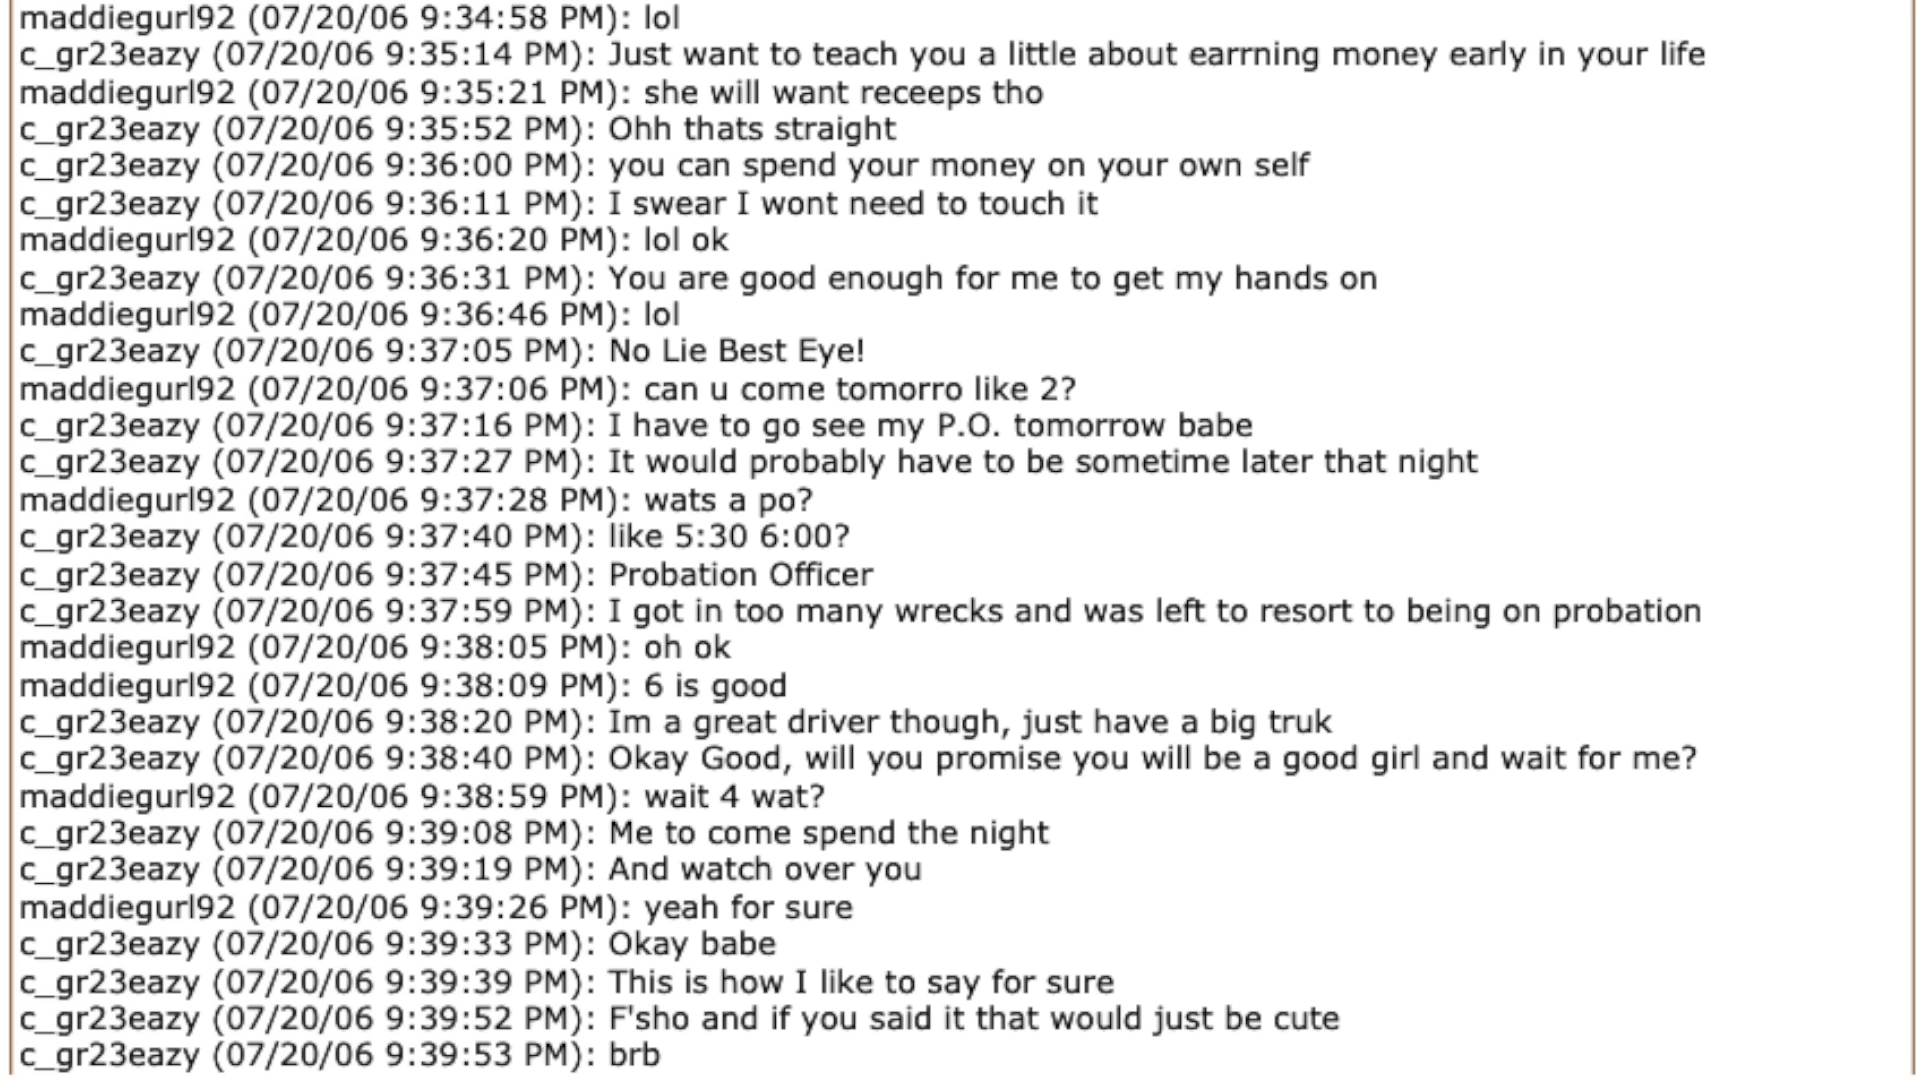 maddiegurl92 (07/20/06 9:34:58 PM): lol
c_gr23eazy (07/20/06 9:35:14 PM): Just want to teach you a little about earrning money early in your life
maddiegurl92 (07/20/06 9:35:21 PM): she will want receeps tho
c_gr23eazy (07/20/06 9:35:52 PM): Ohh thats straight
c_gr23eazy (07/20/06 9:36:00 PM): you can spend your money on your own self
c_gr23eazy (07/20/06 9:36:11 PM): I swear I wont need to touch it
maddiegurl92 (07/20/06 9:36:20 PM): lol ok
c_gr23eazy (07/20/06 9:36:31 PM): You are good enough for me to get my hands on
maddiegurl92 (07/20/06 9:36:46 PM): lol
c_gr23eazy (07/20/06 9:37:05 PM): No Lie Best Eye!
maddiegurl92 (07/20/06 9:37:06 PM): can u come tomorro like 2?
c_gr23eazy (07/20/06 9:37:16 PM): I have to go see my P.O. tomorrow babe
c_gr23eazy (07/20/06 9:37:27 PM): It would probably have to be sometime later that night
maddiegurl92 (07/20/06 9:37:28 PM): wats a po?
c_gr23eazy (07/20/06 9:37:40 PM): like 5:30 6:00?
c_gr23eazy (07/20/06 9:37:45 PM): Probation Officer
c_gr23eazy (07/20/06 9:37:59 PM): I got in too many wrecks and was left to resort to being on probation
maddiegurl92 (07/20/06 9:38:05 PM): oh ok
maddiegurl92 (07/20/06 9:38:09 PM): 6 is good
c_gr23eazy (07/20/06 9:38:20 PM): Im a great driver though, just have a big truk
c_gr23eazy (07/20/06 9:38:40 PM): Okay Good, will you promise you will be a good girl and wait for me?
maddiegurl92 (07/20/06 9:38:59 PM): wait 4 wat?
c_gr23eazy (07/20/06 9:39:08 PM): Me to come spend the night
c_gr23eazy (07/20/06 9:39:19 PM): And watch over you
maddiegurl92 (07/20/06 9:39:26 PM): yeah for sure
c_gr23eazy (07/20/06 9:39:33 PM): Okay babe
c_gr23eazy (07/20/06 9:39:39 PM): This is how I like to say for sure
c_gr23eazy (07/20/06 9:39:52 PM): F'sho and if you said it that would just be cute
c_gr23eazy (07/20/06 9:39:53 PM): brb